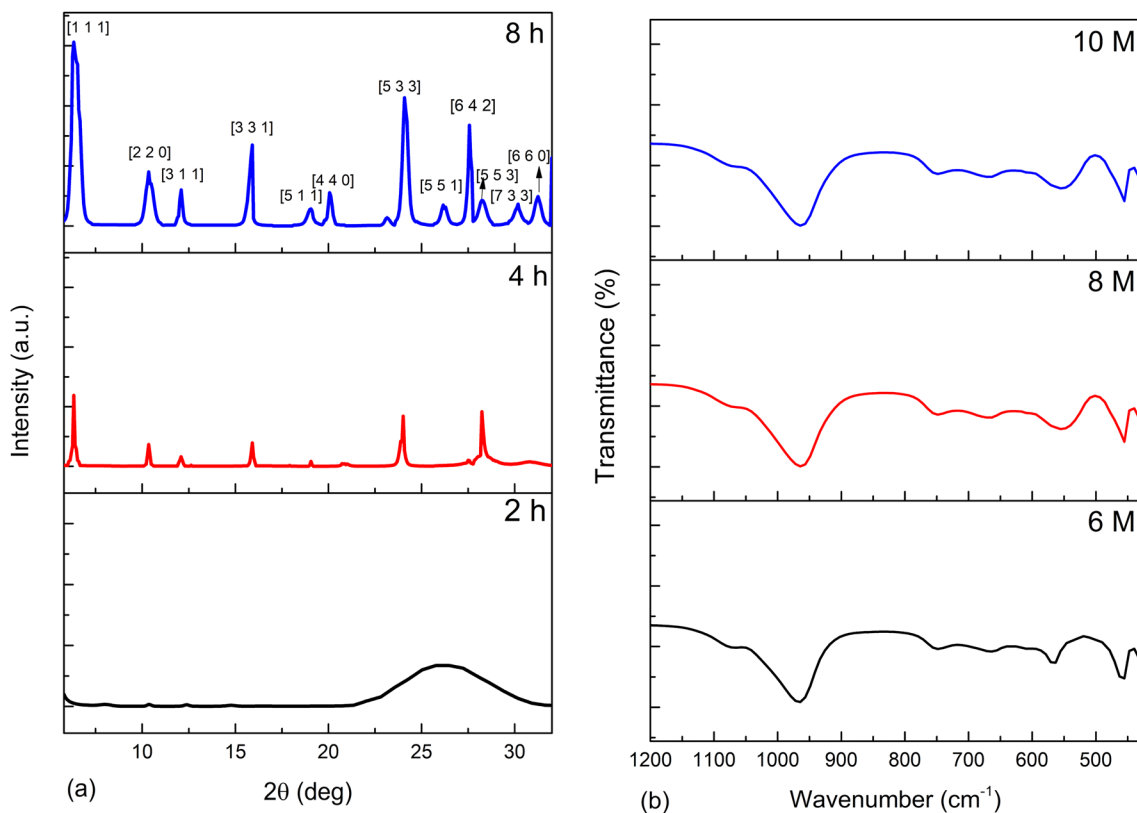 [1 1 1]
8 h
[5 3 3]
[6 4 2]
[3 3 1]
[2 2 0]
[3 1 1]
[5 1 1]
[4 4 0]
[5 5 1]
[5 5 3]
[7 3 3]
[6 6 0]
4 h
2 h
Intensity (a.u.)
10 15 20 25 30
(a)
2θ (deg)
10 M
8 M
6 M
Transmittance (%)
1200 1100 1000 900 800 700 600 500
(b)
Wavenumber (cm⁻¹)